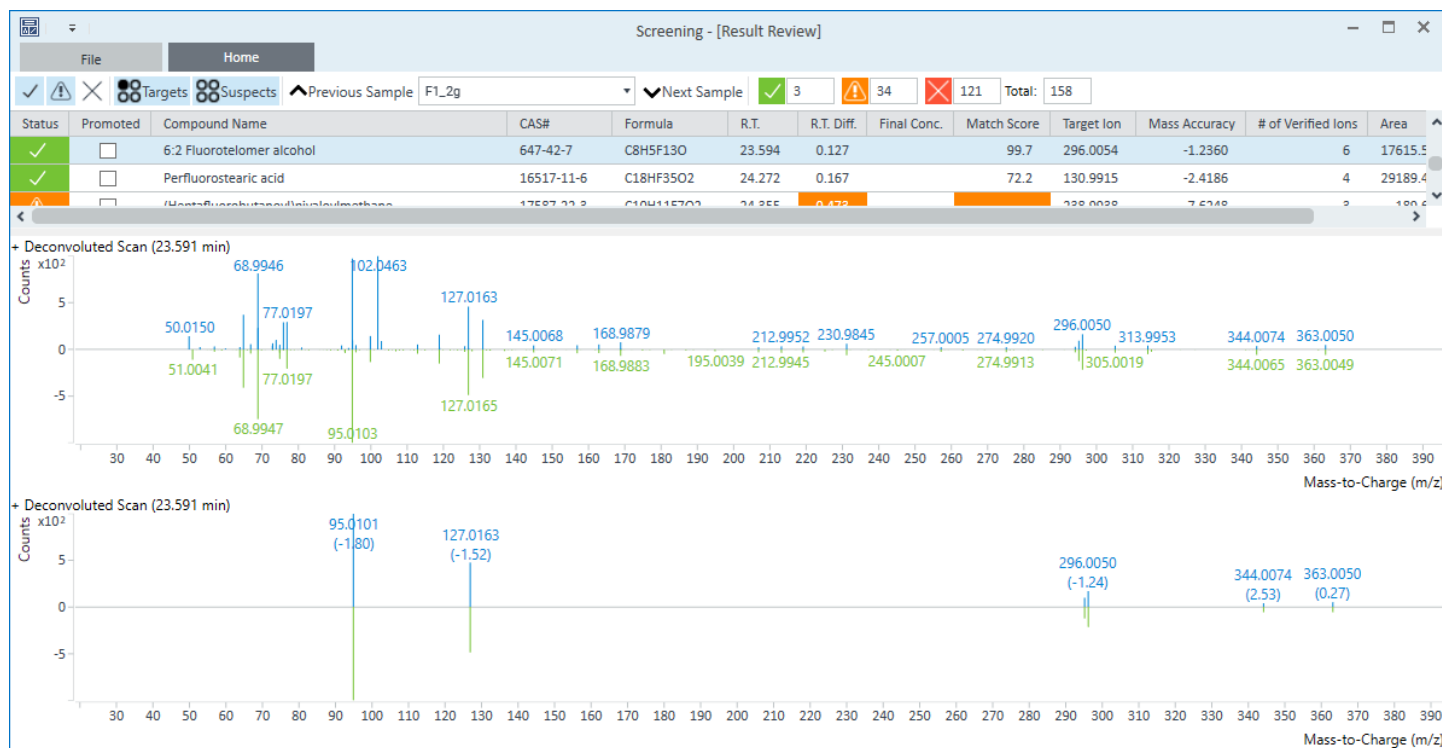 Screening - [Result Review]
File Home
Targets Suspects Previous Sample F1_2g Next Sample 3 34 121 Total: 158
Status Promoted Compound Name CAS# Formula R.T. R.T. Diff. Final Conc. Match Score Target Ion Mass Accuracy # of Verified Ions Area
6:2 Fluorotelomer alcohol 647-42-7 C8H5F13O 23.594 0.127 99.7 296.0054 -1.2360 6 17615.5
Perfluorostearic acid 16517-11-6 C18HF35O2 24.272 0.167 72.2 130.9915 -2.4186 4 29189.4
+ Deconvoluted Scan (23.591 min)
Counts
x10²
68.9946 102.0463
5
50.0150 77.0197 127.0163 145.0068 168.9879 212.9952 230.9845 257.0005 274.9920 296.0050 313.9953 344.0074 363.0050
0
51.0041 77.0197 145.0071 168.9883 195.0039 212.9945 245.0007 274.9913 305.0019 344.0065 363.0049
-5
68.9947 95.0103 127.0165
30 40 50 60 70 80 90 100 110 120 130 140 150 160 170 180 190 200 210 220 230 240 250 260 270 280 290 300 310 320 330 340 350 360 370 380 390
Mass-to-Charge (m/z)
+ Deconvoluted Scan (23.591 min)
Counts
x10²
95.0101 127.0163 296.0050 344.0074 363.0050
(-1.80) (-1.52) (-1.24) (2.53) (0.27)
5
0
-5
30 40 50 60 70 80 90 100 110 120 130 140 150 160 170 180 190 200 210 220 230 240 250 260 270 280 290 300 310 320 330 340 350 360 370 380 390
Mass-to-Charge (m/z)